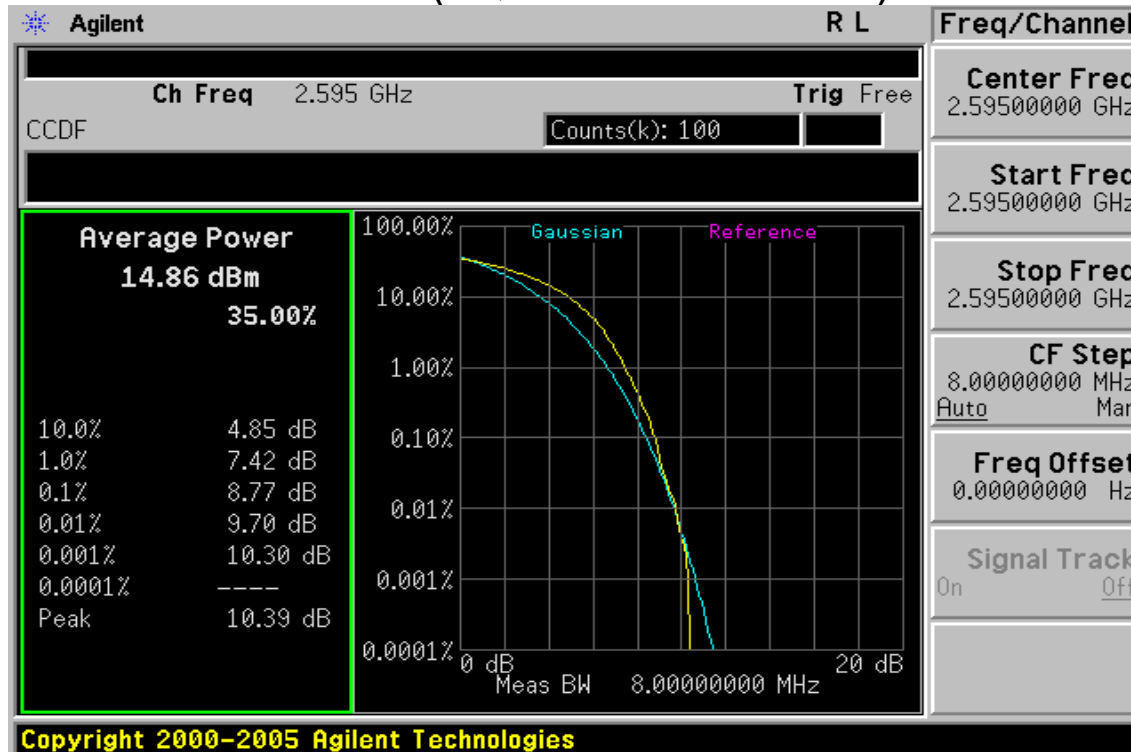 Agilent R L Freq/Channel
Ch Freq 2.595 GHz Trig Free
CCDF Counts(k): 100
Average Power
14.86 dBm
35.00%
10.0% 4.85 dB
1.0% 7.42 dB
0.1% 8.77 dB
0.01% 9.70 dB
0.001% 10.30 dB
0.0001% ----
Peak 10.39 dB
Gaussian Reference
100.00%
10.00%
1.00%
0.10%
0.01%
0.001%
0.0001%
0 dB 20 dB
Meas BW 8.00000000 MHz
Center Freq
2.59500000 GHz
Start Freq
2.59500000 GHz
Stop Freq
2.59500000 GHz
CF Step
8.00000000 MHz
Auto Man
Freq Offset
0.00000000 Hz
Signal Track
On Off
Copyright 2000-2005 Agilent Technologies